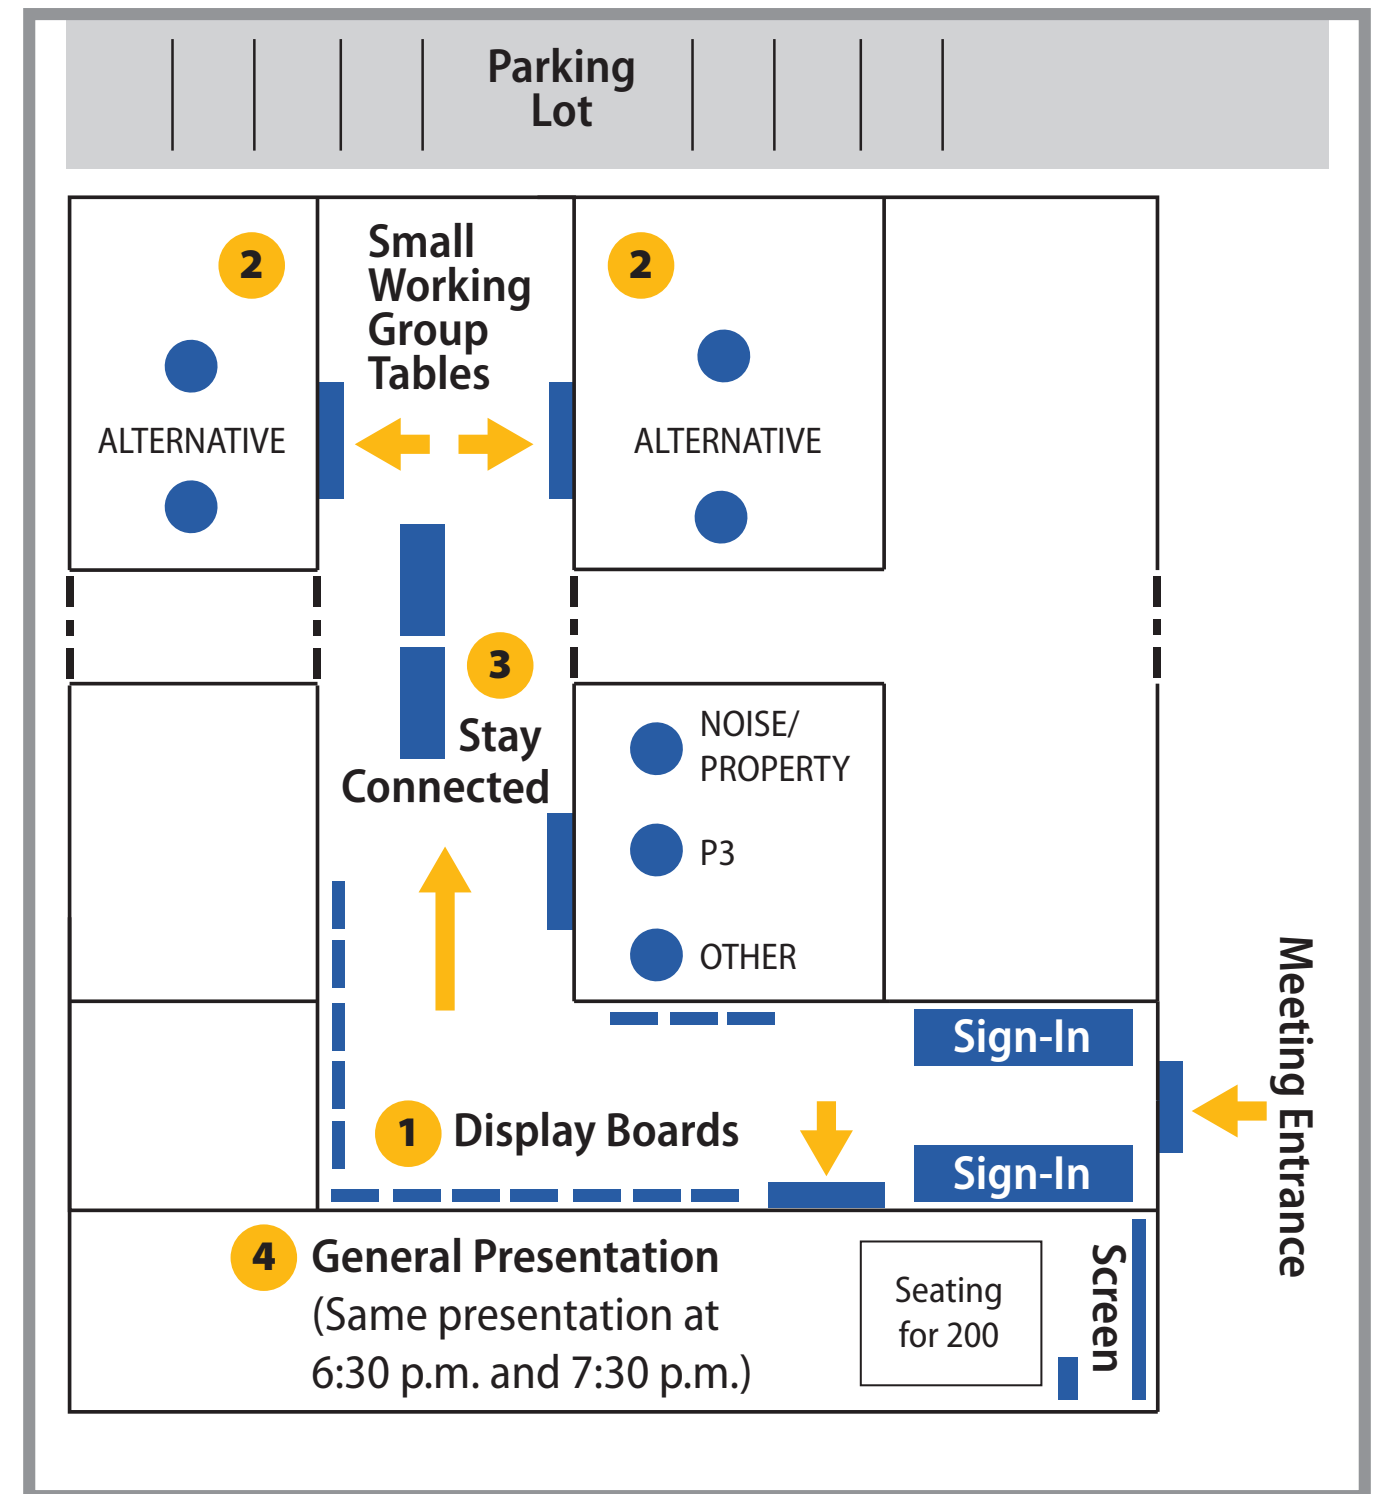 Parking
Lot
2
Small
Working
Group
Tables
2
ALTERNATIVE
ALTERNATIVE
3
Stay
Connected
NOISE/
PROPERTY
P3
OTHER
Sign-In
Meeting Entrance
1 Display Boards
Sign-In
4 General Presentation
(Same presentation at
6:30 p.m. and 7:30 p.m.)
Seating
for 200
Screen